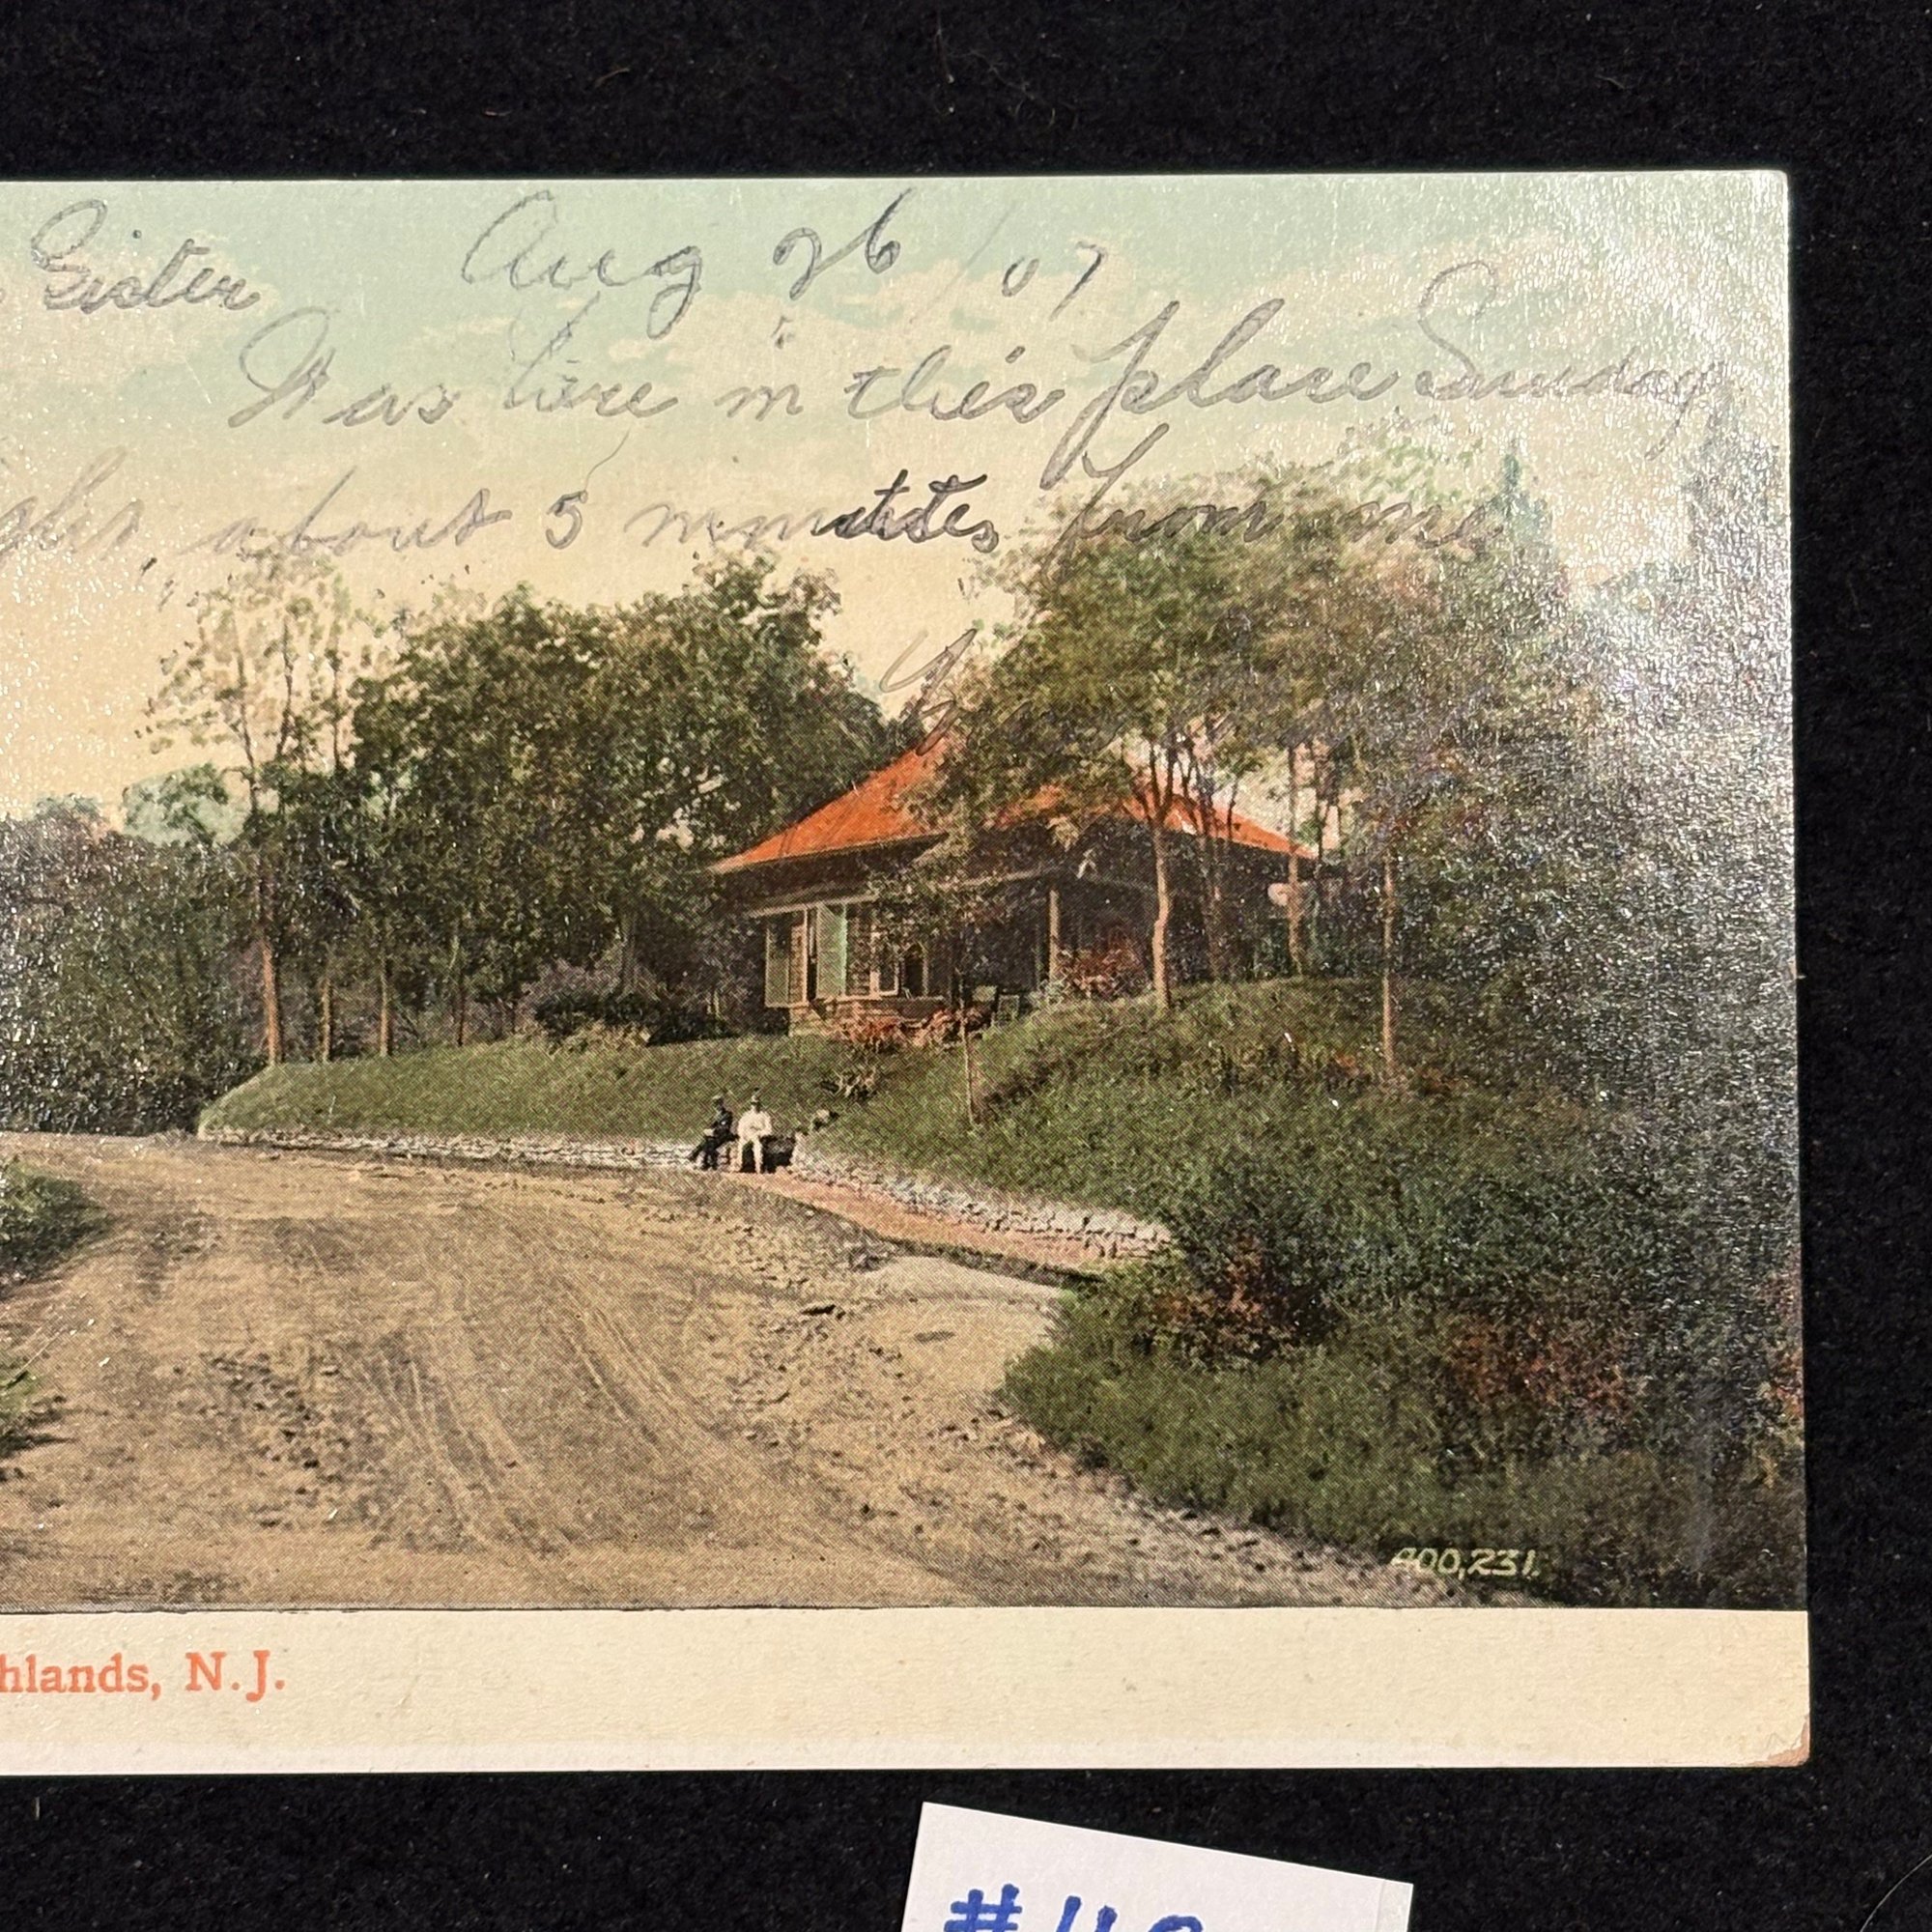 Sister Aug 26/07
Was here in this place Sunday
about 5 minutes from me
400,231.
hlands, N.J.
#